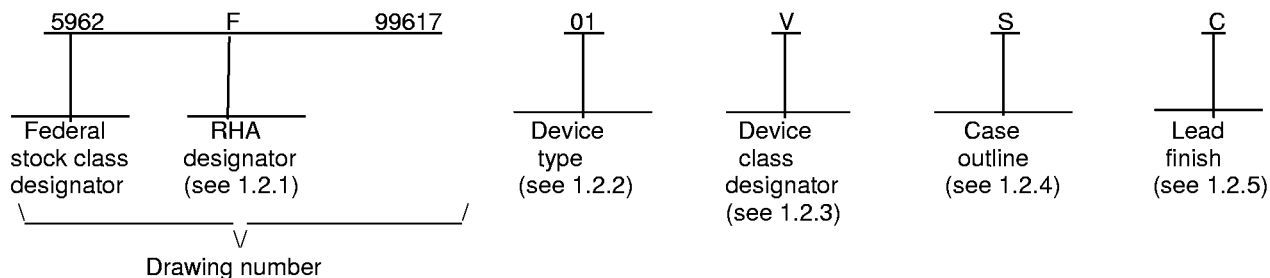 5962 F 99617 01 V S C
Federal stock class designator
RHA designator (see 1.2.1)
Device type (see 1.2.2)
Device class designator (see 1.2.3)
Case outline (see 1.2.4)
Lead finish (see 1.2.5)
Drawing number